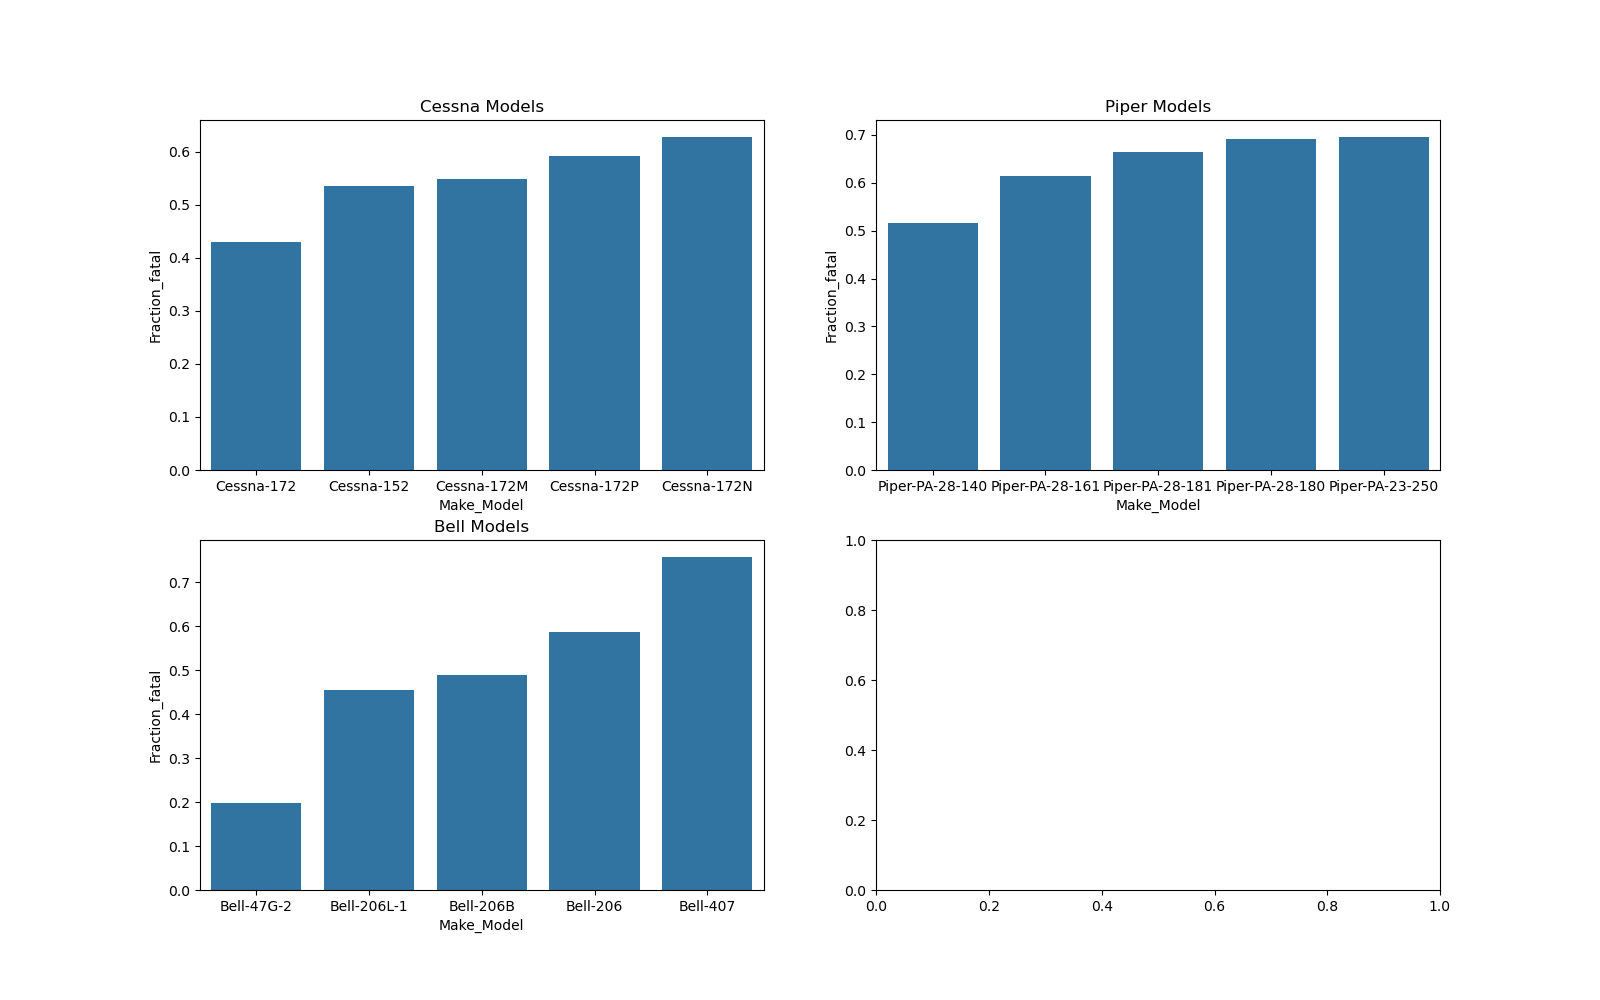 Cessna Models
Fraction_fatal
0.6
0.5
0.4
0.3
0.2
0.1
0.0
Cessna-172 Cessna-152 Cessna-172M Cessna-172P Cessna-172N
Make_Model
Piper Models
Fraction_fatal
0.7
0.6
0.5
0.4
0.3
0.2
0.1
0.0
Piper-PA-28-140 Piper-PA-28-161 Piper-PA-28-181 Piper-PA-28-180 Piper-PA-23-250
Make_Model
Bell Models
Fraction_fatal
0.7
0.6
0.5
0.4
0.3
0.2
0.1
0.0
Bell-47G-2 Bell-206L-1 Bell-206B Bell-206 Bell-407
Make_Model
1.0
0.8
0.6
0.4
0.2
0.0
0.0 0.2 0.4 0.6 0.8 1.0